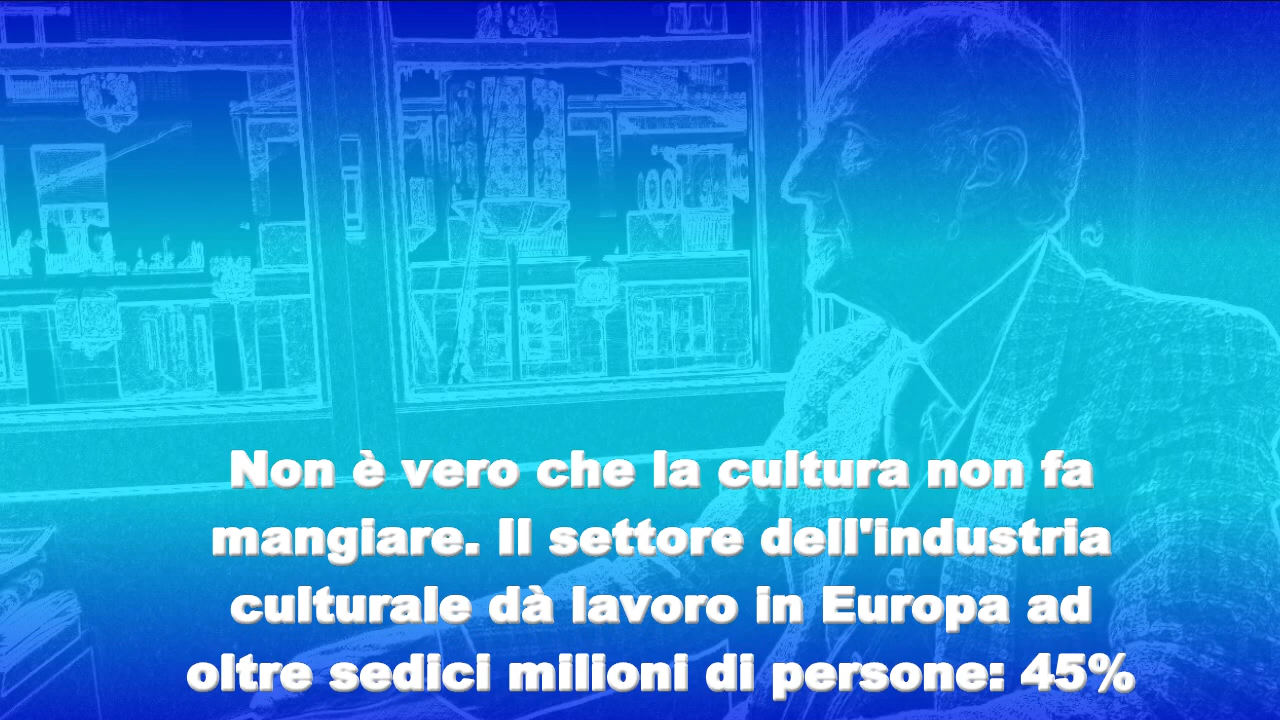 Non è vero che la cultura non fa
mangiare. Il settore dell'industria
culturale dà lavoro in Europa ad
oltre sedici milioni di persone: 45%